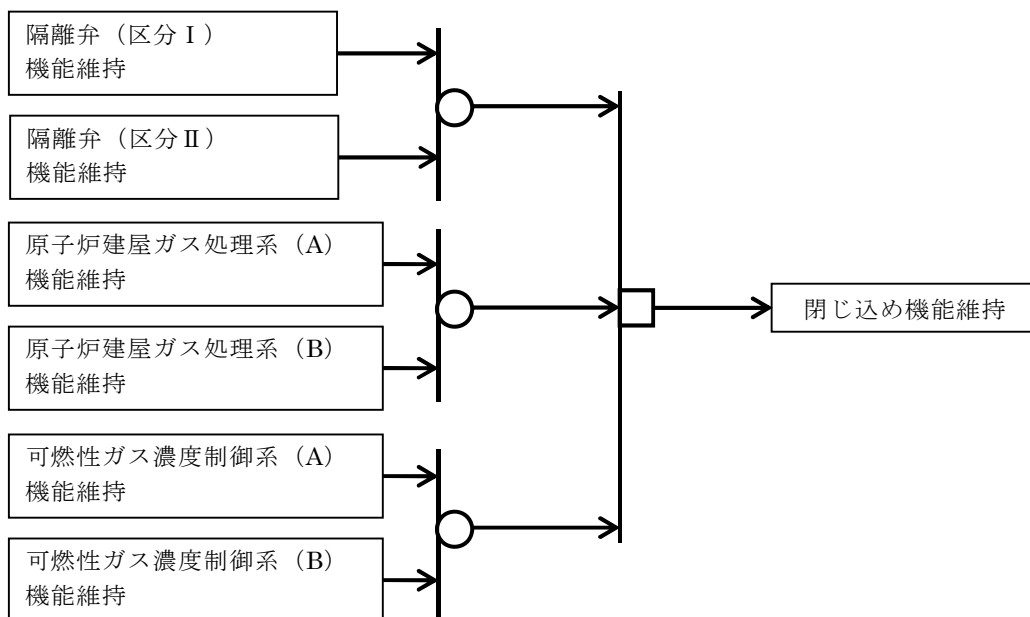 隔離弁（区分Ⅰ）
機能維持
隔離弁（区分Ⅱ）
機能維持
原子炉建屋ガス処理系（A）
機能維持
原子炉建屋ガス処理系（B）
機能維持
可燃性ガス濃度制御系（A）
機能維持
可燃性ガス濃度制御系（B）
機能維持
閉じ込め機能維持